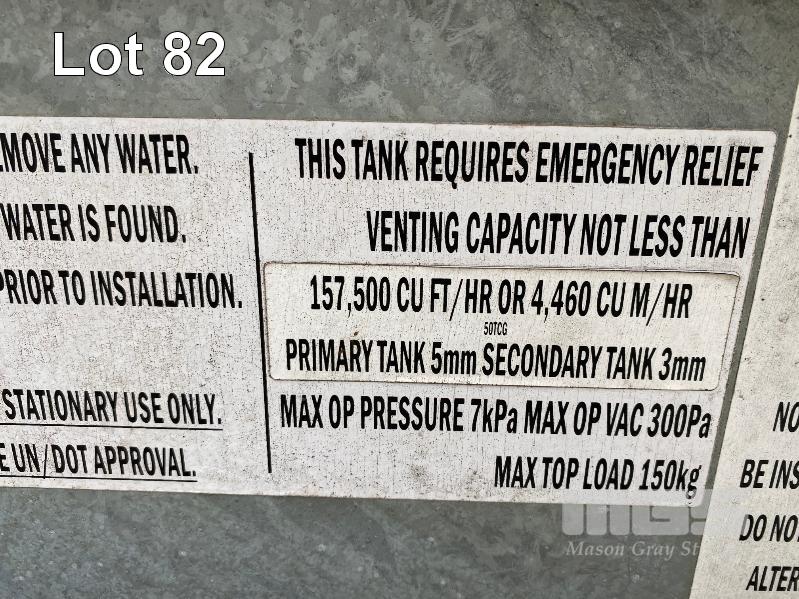 Lot 82
EMOVE ANY WATER.
WATER IS FOUND.
PRIOR TO INSTALLATION.
STATIONARY USE ONLY.
E UN/DOT APPROVAL.
THIS TANK REQUIRES EMERGENCY RELIEF
VENTING CAPACITY NOT LESS THAN
157,500 CU FT/HR OR 4,460 CU M/HR
50TCG
PRIMARY TANK 5mm SECONDARY TANK 3mm
MAX OP PRESSURE 7kPa MAX OP VAC 300Pa
MAX TOP LOAD 150kg
NO
BE INS
DO NO
ALTER
MGS
Mason Gray St